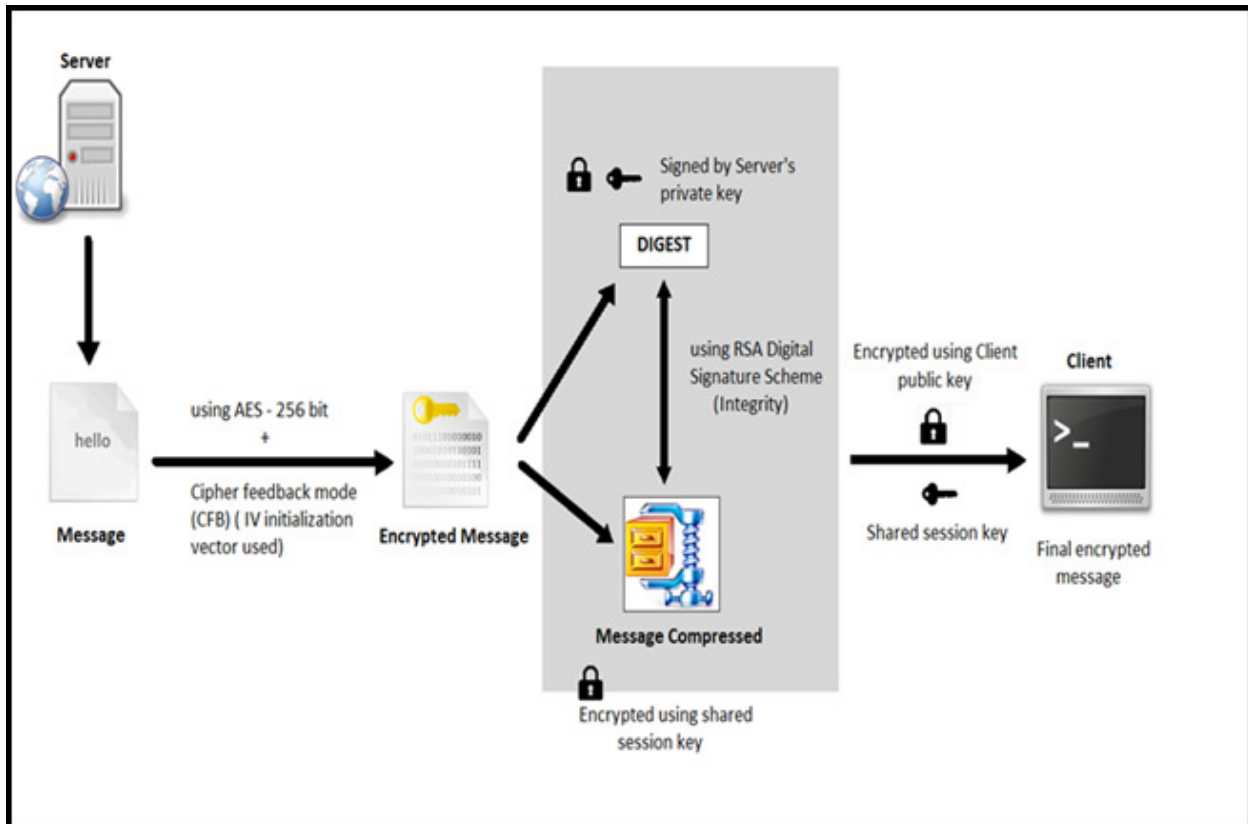 Server
Signed by Server's
private key
DIGEST
using RSA Digital
Signature Scheme
(Integrity)
Encrypted using Client
public key
Client
hello
using AES - 256 bit
+
Cipher feedback mode
(CFB) ( IV initialization
vector used)
Message
Encrypted Message
>_
Shared session key
Final encrypted
message
Message Compressed
Encrypted using shared
session key